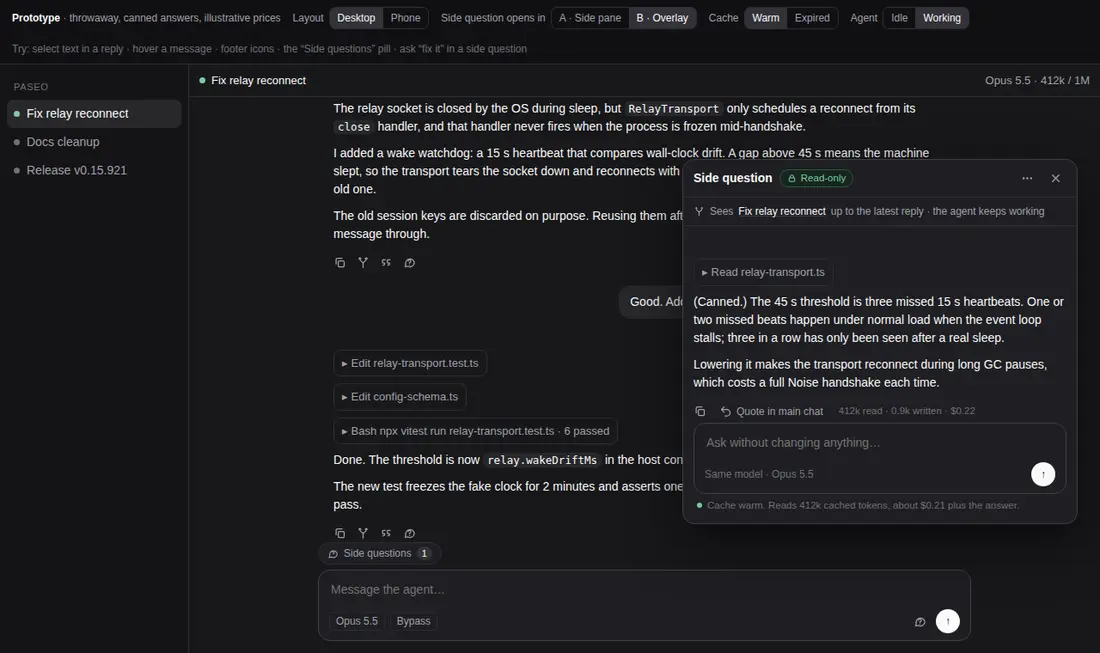 Prototype · throwaway, canned answers, illustrative prices Layout Desktop Phone Side question opens in A · Side pane B · Overlay Cache Warm Expired Agent Idle Working
Try: select text in a reply · hover a message · footer icons · the “Side questions” pill · ask “fix it” in a side question
PASEO
Fix relay reconnect
Docs cleanup
Release v0.15.921
Fix relay reconnect
Opus 5.5 · 412k / 1M
The relay socket is closed by the OS during sleep, but RelayTransport only schedules a reconnect from its
close handler, and that handler never fires when the process is frozen mid-handshake.
I added a wake watchdog: a 15 s heartbeat that compares wall-clock drift. A gap above 45 s means the machine
slept, so the transport tears the socket down and reconnects with
old one.
The old session keys are discarded on purpose. Reusing them
message through.
Good.
▸ Edit relay-transport.test.ts
▸ Edit config-schema.ts
▸ Bash npx vitest run relay-transport.test.ts · 6 passed
Done. The threshold is now relay.wakeDriftMs in the host
The new test freezes the fake clock for 2 minutes and asserts one
pass.
Side questions 1
Message the agent…
Opus 5.5 Bypass
↑
Side question Read-only
Sees Fix relay reconnect up to the latest reply · the agent keeps working
▸ Read relay-transport.ts
(Canned.) The 45 s threshold is three missed 15 s heartbeats. One or
two missed beats happen under normal load when the event loop
stalls; three in a row has only been seen after a real sleep.
Lowering it makes the transport reconnect during long GC pauses,
which costs a full Noise handshake each time.
Quote in main chat 412k read · 0.9k written · $0.22
Ask without changing anything…
Same model · Opus 5.5
↑
Cache warm. Reads 412k cached tokens, about $0.21 plus the answer.